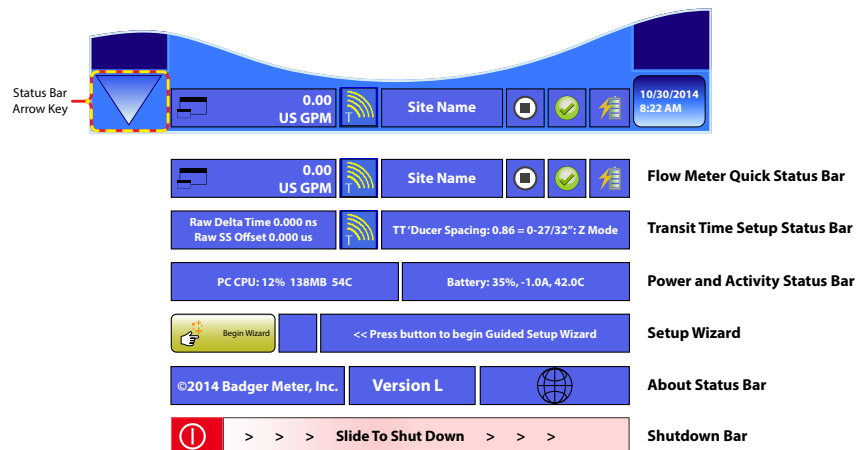 Status Bar
Arrow Key
0.00
US GPM
T
Site Name
10/30/2014
8:22 AM
0.00
US GPM
T
Site Name
Flow Meter Quick Status Bar
Raw Delta Time 0.000 ns
Raw SS Offset 0.000 us
T
TT ‘Ducer Spacing: 0.86 = 0-27/32”: Z Mode
Transit Time Setup Status Bar
PC CPU: 12% 138MB 54C
Battery: 35%, -1.0A, 42.0C
Power and Activity Status Bar
Begin Wizard
<< Press button to begin Guided Setup Wizard
Setup Wizard
©2014 Badger Meter, Inc.
Version L
About Status Bar
> > > Slide To Shut Down > > >
Shutdown Bar